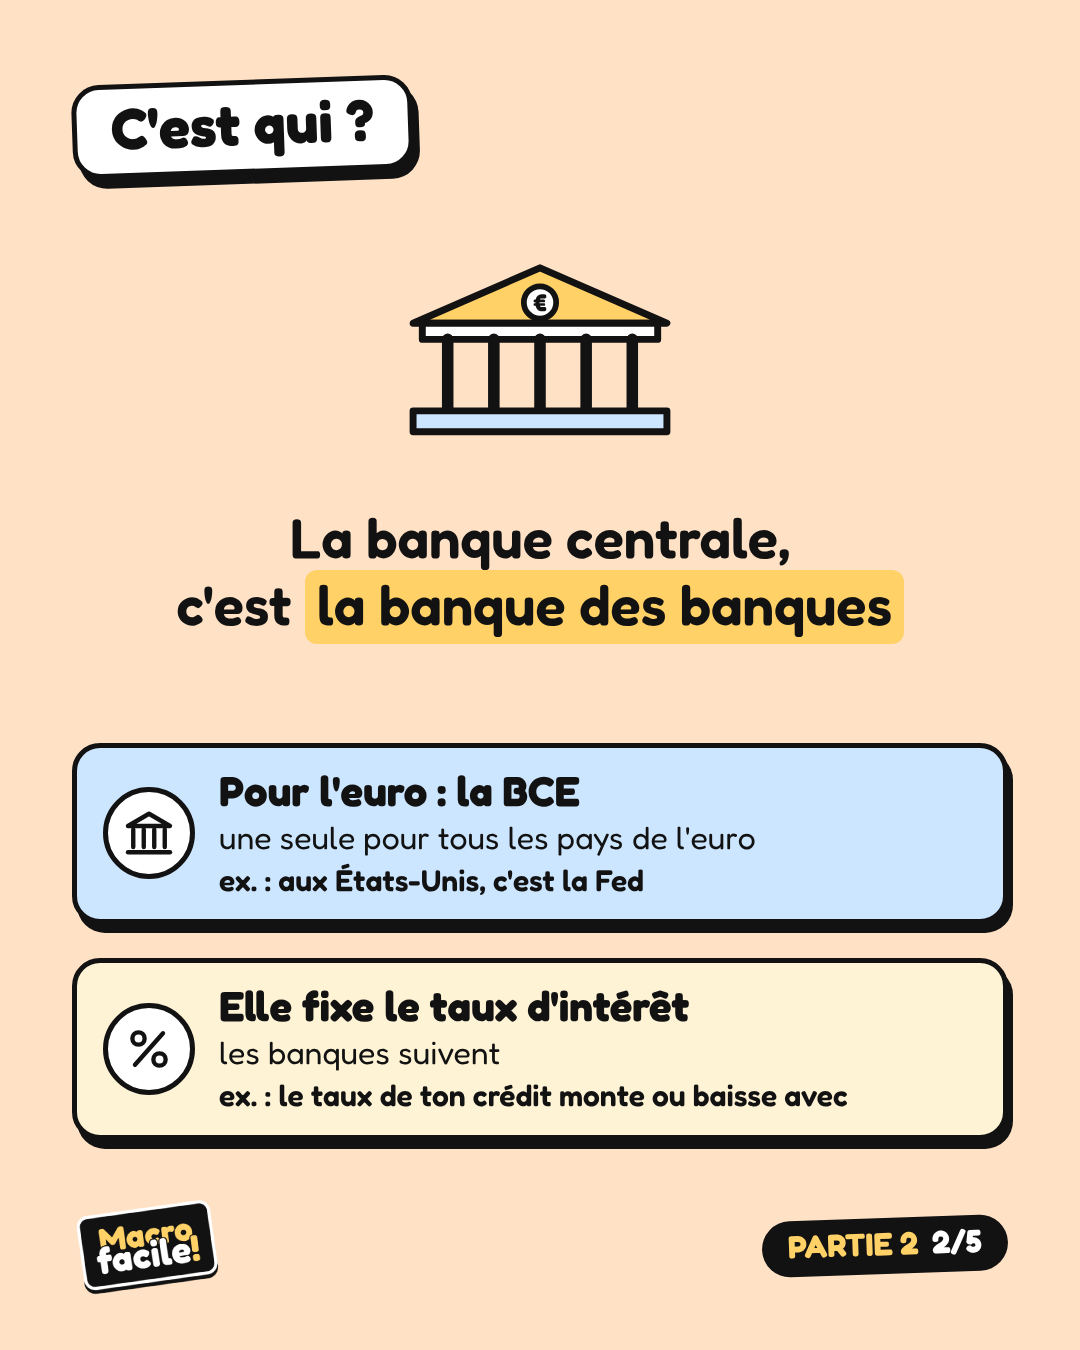 C'est qui ?
€
La banque centrale,
c'est la banque des banques
Pour l'euro : la BCE
une seule pour tous les pays de l'euro
ex. : aux États-Unis, c'est la Fed
%
Elle fixe le taux d'intérêt
les banques suivent
ex. : le taux de ton crédit monte ou baisse avec
Macro
facile!
PARTIE 2 2/5